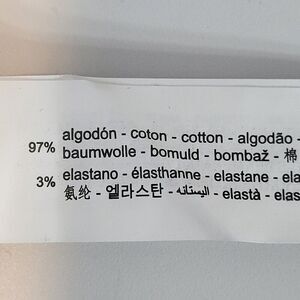 97% algodón - coton - cotton - algodão -
baumwolle - bomuld - bombaž - 棉
3% elastano - élasthanne - elastane - ela
氨纶 - 엘라스탄 - اليستانه - elastà - elas